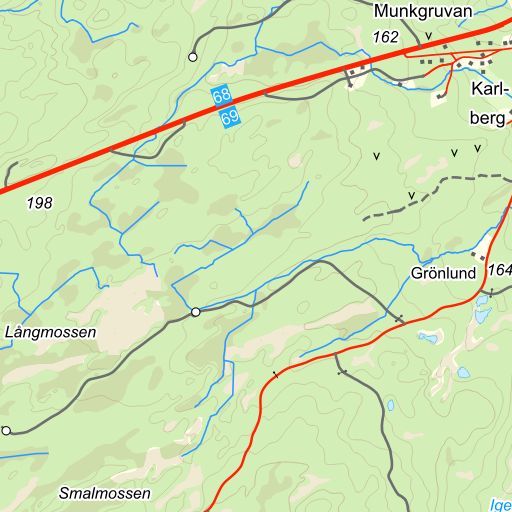 Munkgruvan
162
68
69
Karl-
berg
198
Grönlund
164
Långmossen
Smalmossen
Ige